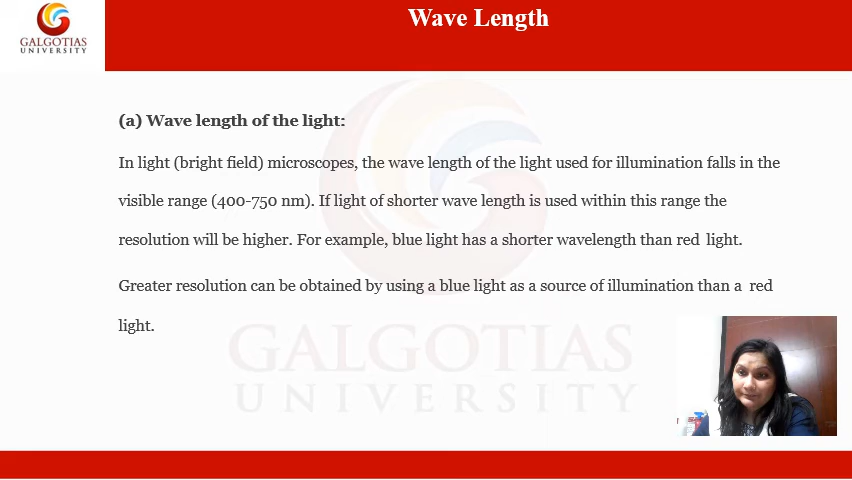 GALGOTIAS
UNIVERSITY
Wave Length
(a) Wave length of the light:
In light (bright field) microscopes, the wave length of the light used for illumination falls in the
visible range (400-750 nm). If light of shorter wave length is used within this range the
resolution will be higher. For example, blue light has a shorter wavelength than red light.
Greater resolution can be obtained by using a blue light as a source of illumination than a red
light.
GALGOTIAS
UNIVERSITY